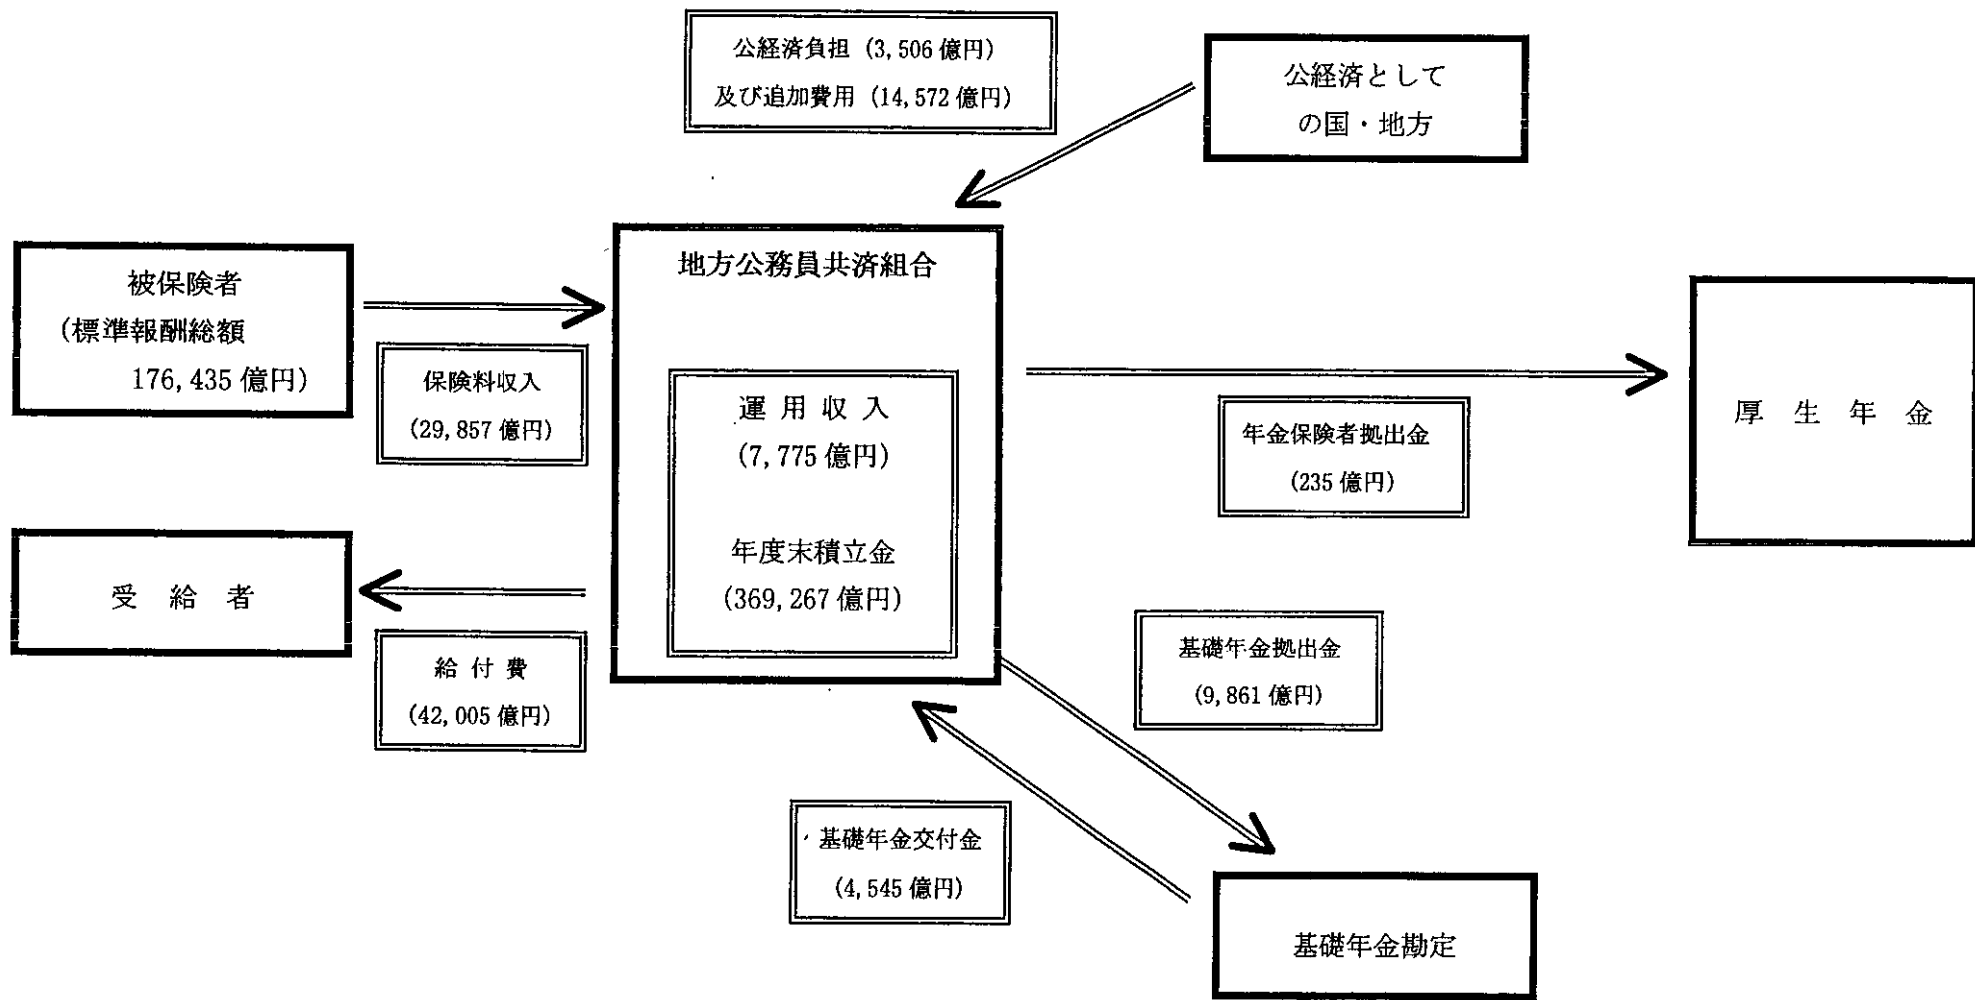 公経済負担 (3,506億円)
及び追加費用 (14,572億円)
公経済として
の国・地方
被保険者
(標準報酬総額
176,435億円)
保険料収入
(29,857億円)
地方公務員共済組合
運用収入
(7,775億円)
年度末積立金
(369,267億円)
年金保険者拠出金
(235億円)
厚生年金
受給者
給付費
(42,005億円)
基礎年金拠出金
(9,861億円)
基礎年金交付金
(4,545億円)
基礎年金勘定